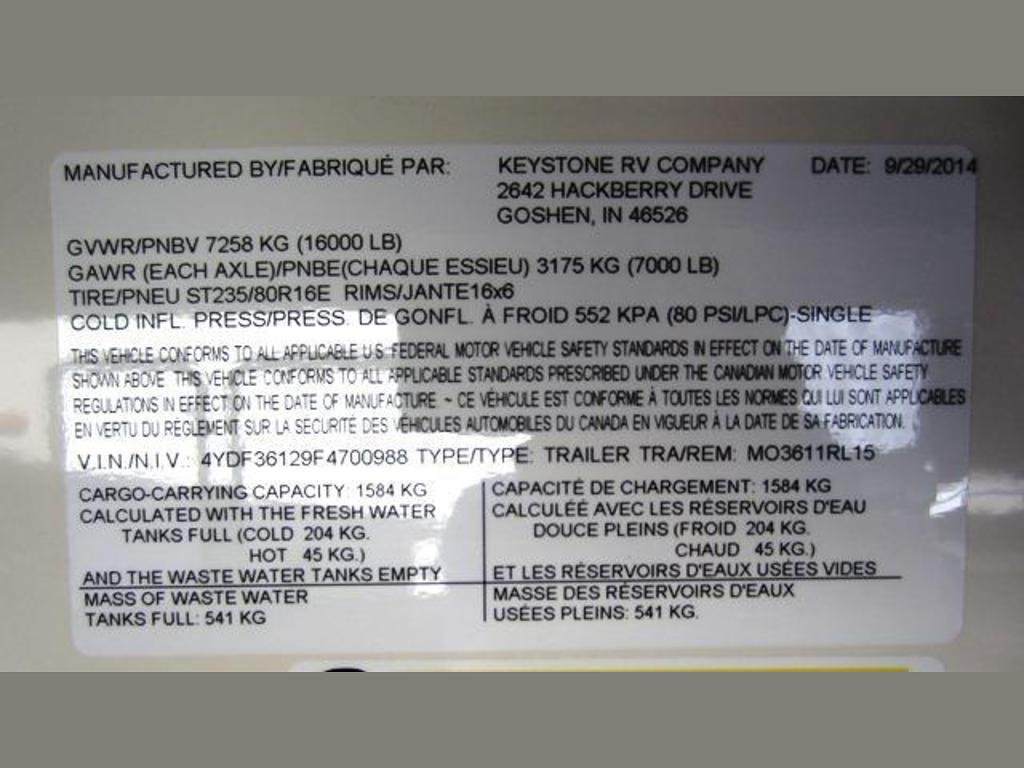 MANUFACTURED BY/FABRIQUÉ PAR: KEYSTONE RV COMPANY DATE: 9/29/2014
2642 HACKBERRY DRIVE
GOSHEN, IN 46526
GVWR/PNBV 7258 KG (16000 LB)
GAWR (EACH AXLE)/PNBE(CHAQUE ESSIEU) 3175 KG (7000 LB)
TIRE/PNEU ST235/80R16E RIMS/JANTE16x6
COLD INFL. PRESS/PRESS. DE GONFL. À FROID 552 KPA (80 PSI/LPC)-SINGLE
THIS VEHICLE CONFORMS TO ALL APPLICABLE U.S. FEDERAL MOTOR VEHICLE SAFETY STANDARDS IN EFFECT ON THE DATE OF MANUFACTURE
SHOWN ABOVE THIS VEHICLE CONFORMS TO ALL APPLICABLE STANDARDS PRESCRIBED UNDER THE CANADIAN MOTOR VEHICLE SAFETY
REGULATIONS IN EFFECT ON THE DATE OF MANUFACTURE ~ CE VÉHICULE EST CONFORME À TOUTES LES NORMES QUI LUI SONT APPLICABLES
EN VERTU DU RÈGLEMENT SUR LA SECURITÉ DES VÉHICULES AUTOMOBILES DU CANADA EN VIGUEUR À LA DATE DE SA FABRICATION.
V.I.N./N.I.V.: 4YDF36129F4700988 TYPE/TYPE: TRAILER TRA/REM: MO3611RL15
CARGO-CARRYING CAPACITY: 1584 KG
CALCULATED WITH THE FRESH WATER
TANKS FULL (COLD 204 KG.
HOT 45 KG.)
AND THE WASTE WATER TANKS EMPTY
MASS OF WASTE WATER
TANKS FULL: 541 KG
CAPACITÉ DE CHARGEMENT: 1584 KG
CALCULÉE AVEC LES RÉSERVOIRS D'EAU
DOUCE PLEINS (FROID 204 KG.
CHAUD 45 KG.)
ET LES RÉSERVOIRS D'EAUX USÉES VIDES
MASSE DES RÉSERVOIRS D'EAUX
USÉES PLEINS: 541 KG.